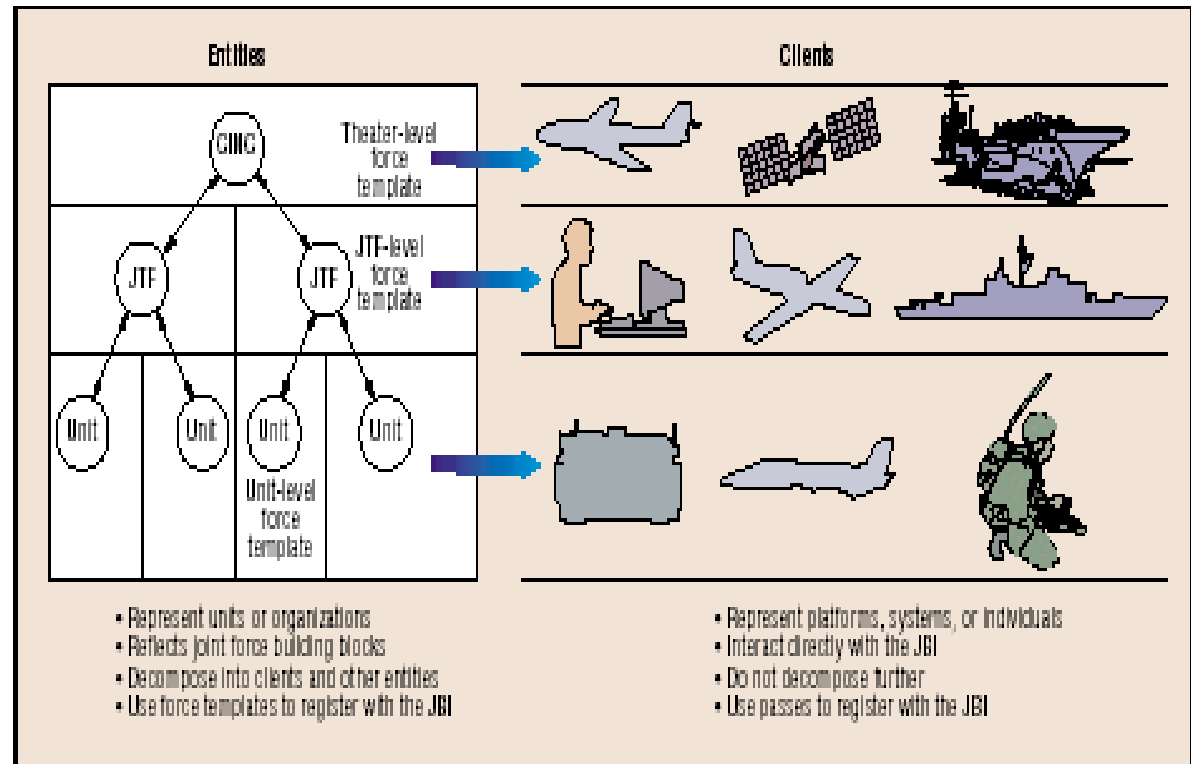 Entities
Clients
CINC
Theater-level
force
template
JTF
JTF
JTF-level
force
template
Unit
Unit
Unit
Unit
Unit-level
force
template
• Represent units or organizations
• Reflects joint force building blocks
• Decompose into clients and other entities
• Use force templates to register with the JBI
• Represent platforms, systems, or individuals
• Interact directly with the JBI
• Do not decompose further
• Use passes to register with the JBI